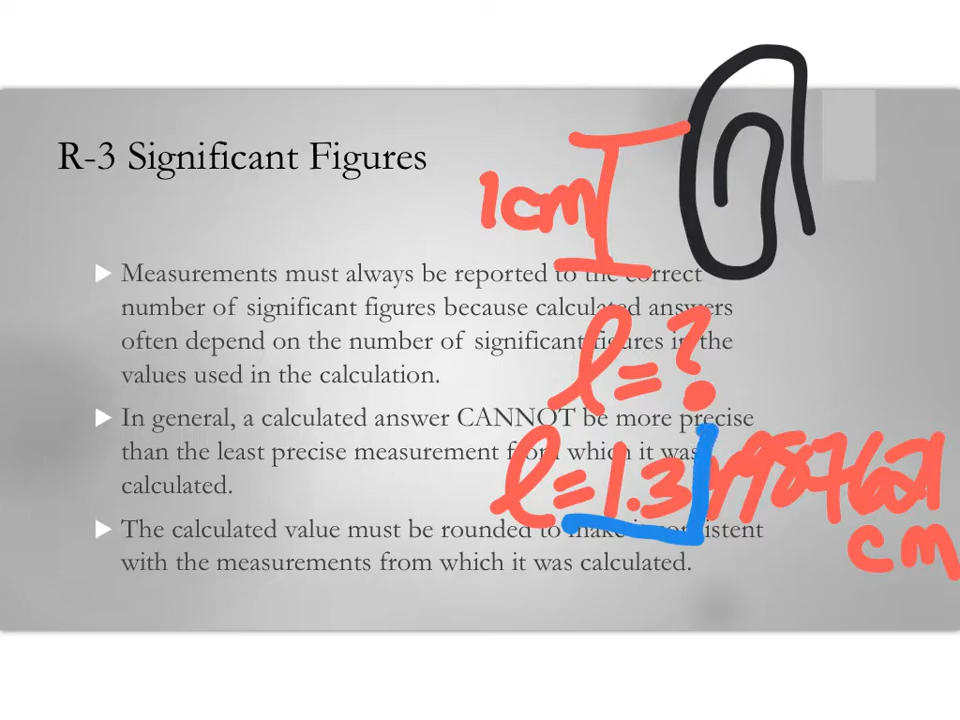 R-3 Significant Figures
1cm
Measurements must always be reported to the correct
number of significant figures because calculated answers
often depend on the number of significant figures in the
values used in the calculation.
l=?
In general, a calculated answer CANNOT be more precise
than the least precise measurement from which it was
calculated.
l=1.3
cm
The calculated value must be rounded to make it consistent
with the measurements from which it was calculated.